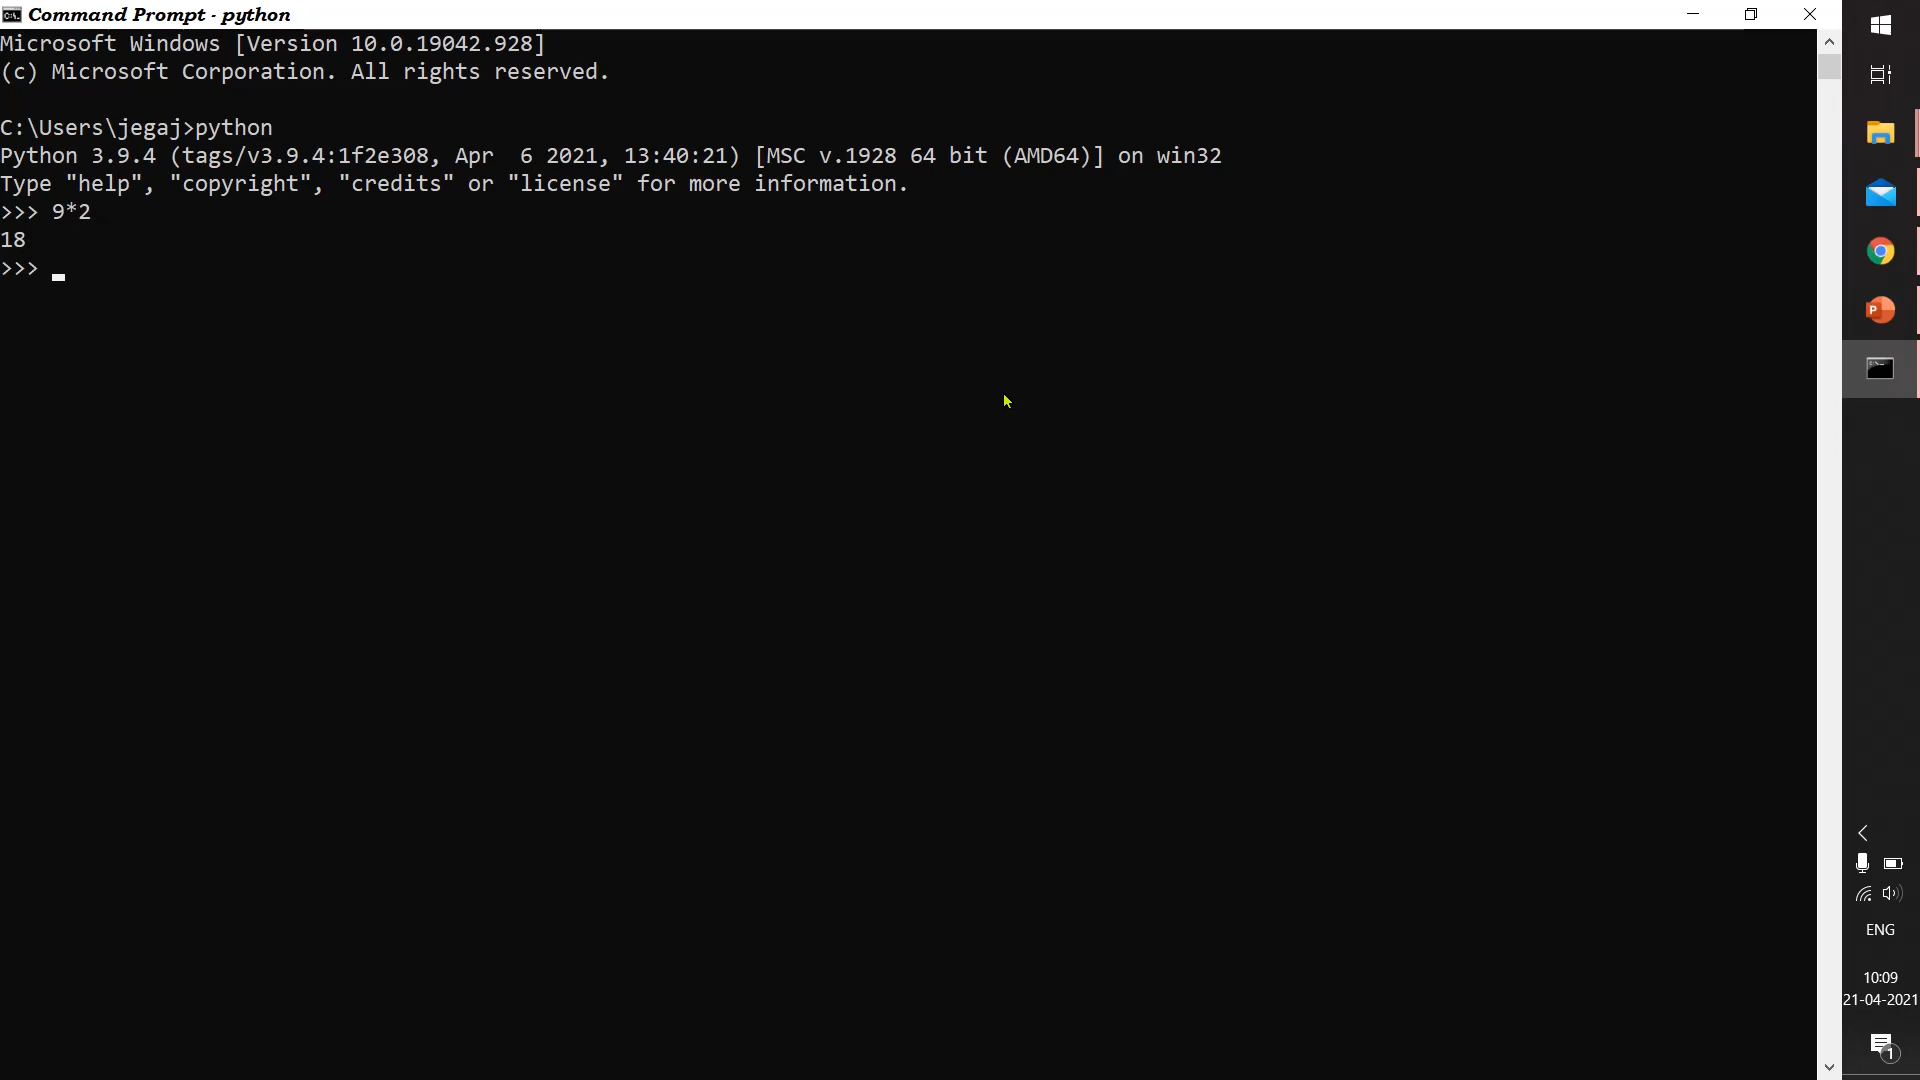 Command Prompt - python
Microsoft Windows [Version 10.0.19042.928]
(c) Microsoft Corporation. All rights reserved.
C:\Users\jegaj>python
Python 3.9.4 (tags/v3.9.4:1f2e308, Apr  6 2021, 13:40:21) [MSC v.1928 64 bit (AMD64)] on win32
Type "help", "copyright", "credits" or "license" for more information.
>>> 9*2
18
>>>
ENG
10:09
21-04-2021
1